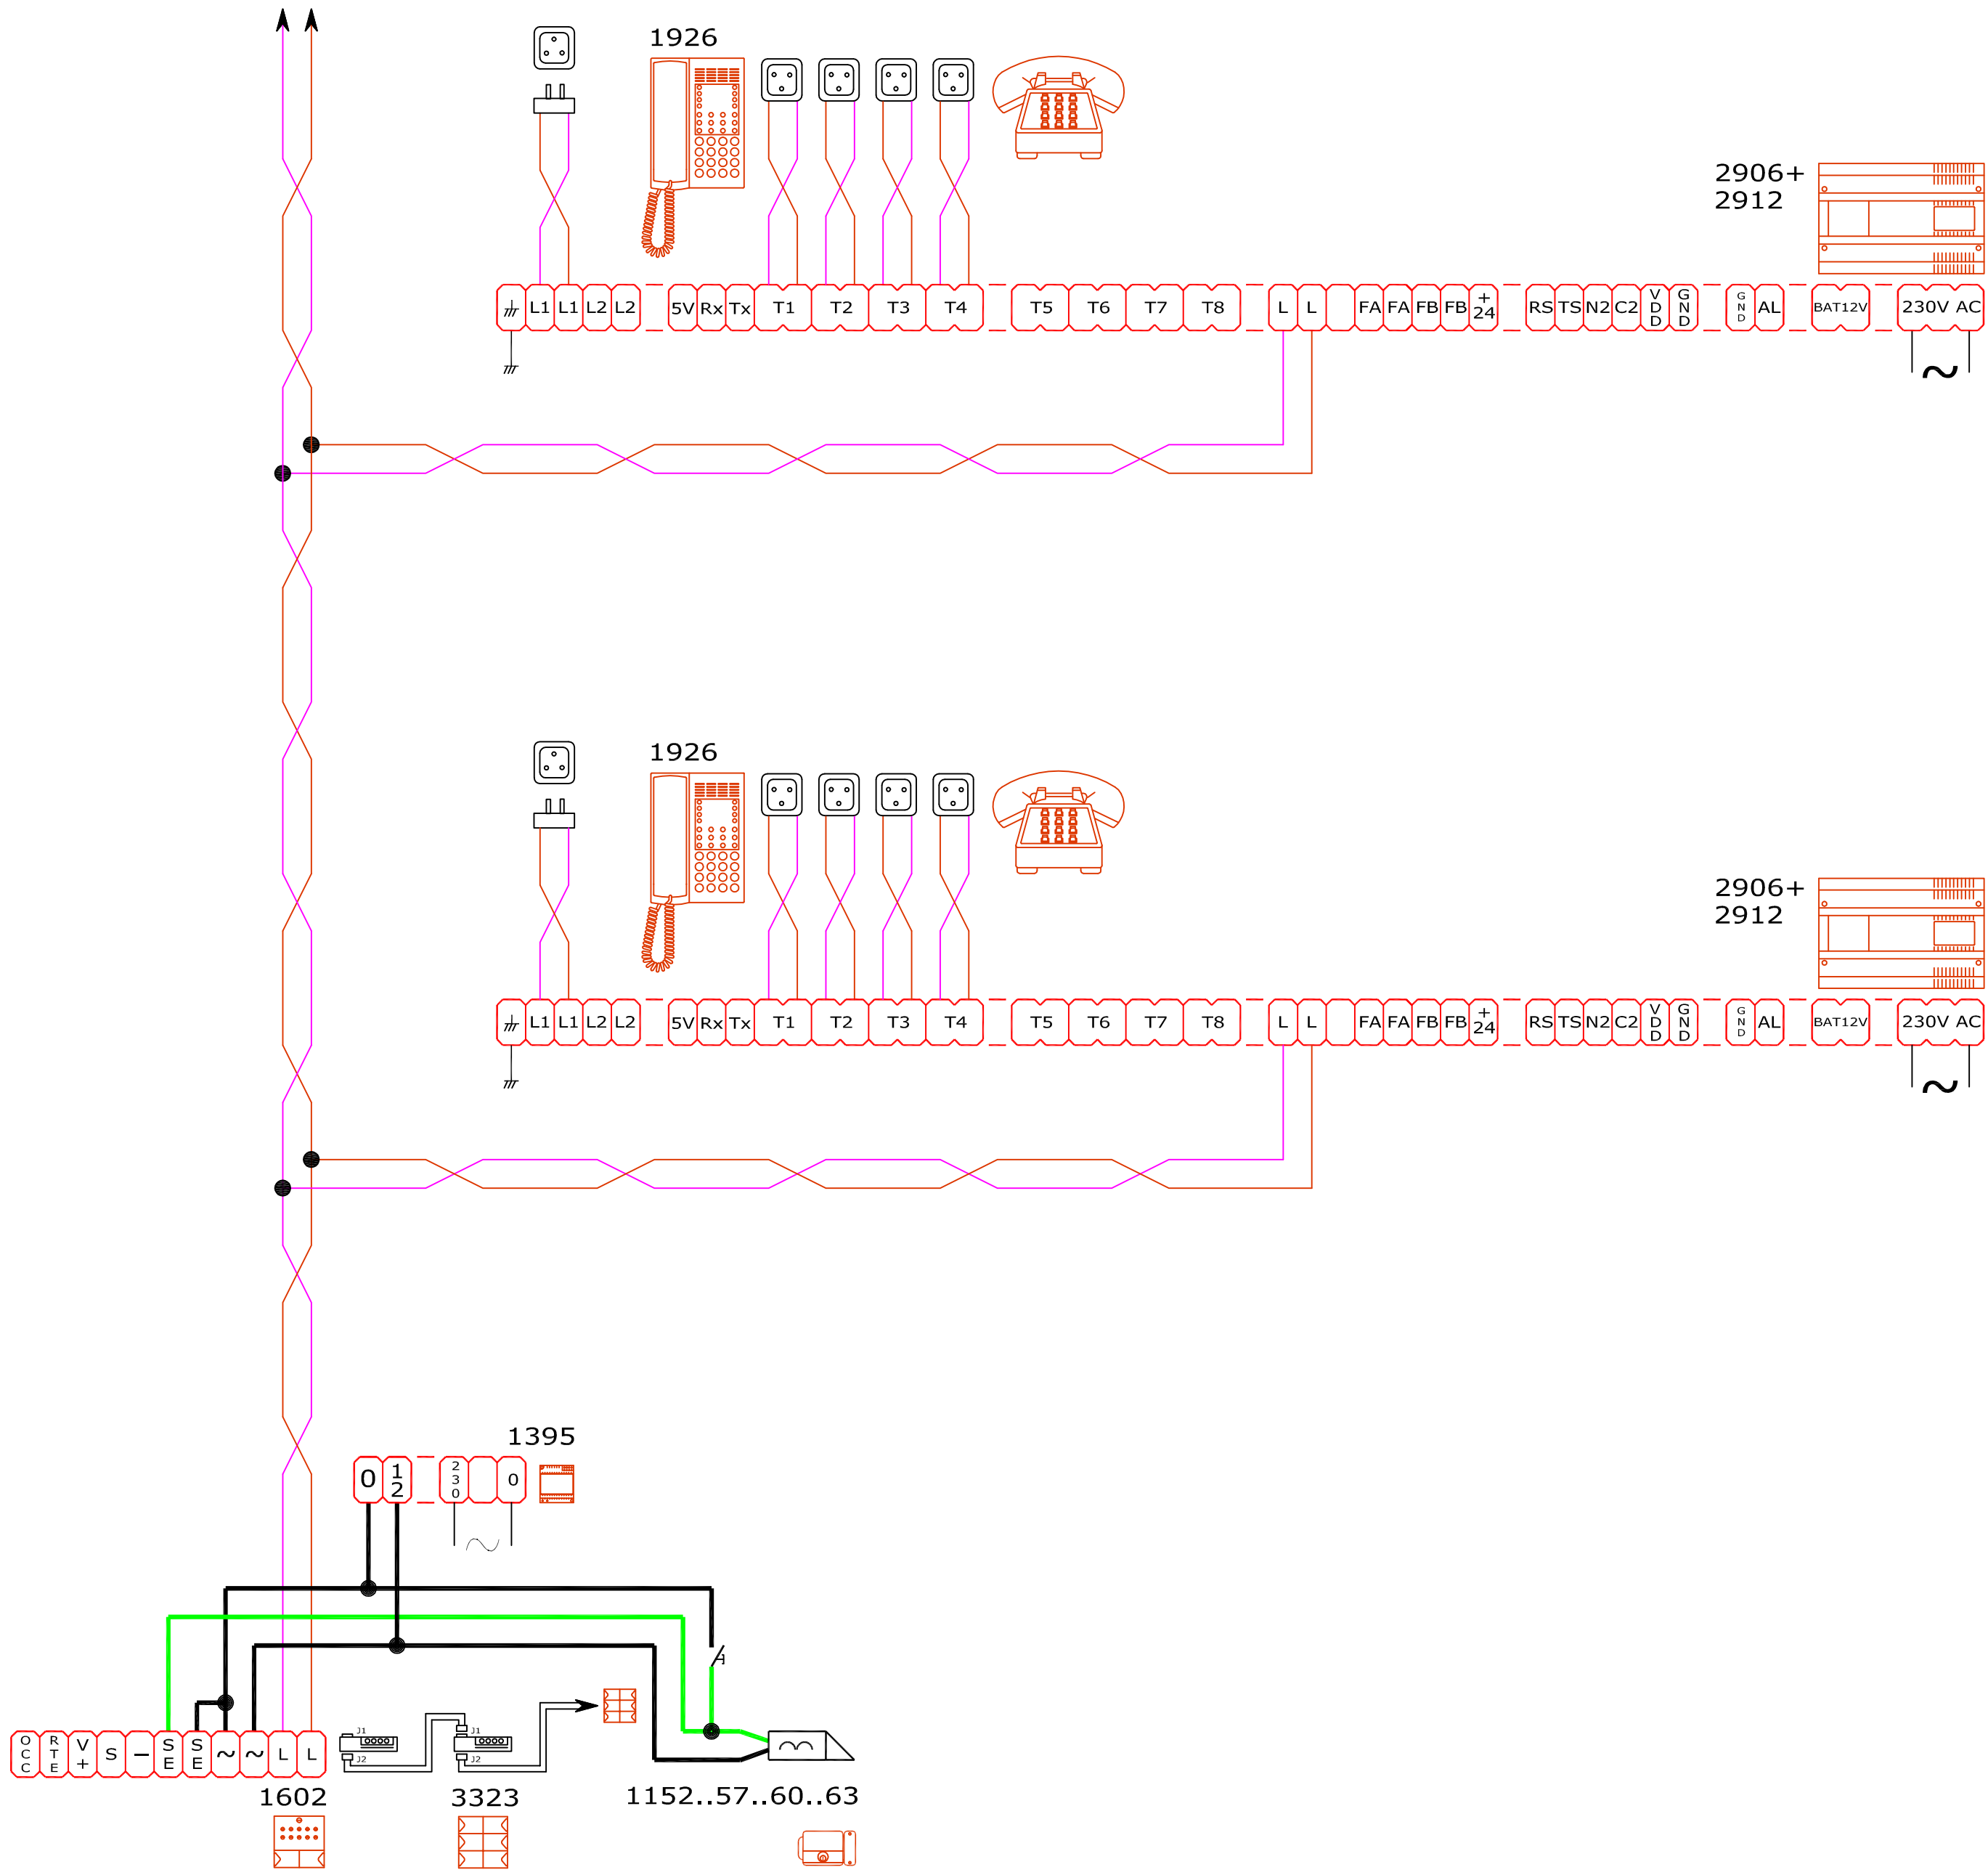 1926
2906+
2912
L1 L1 L2 L2 5V Rx Tx T1 T2 T3 T4 T5 T6 T7 T8 L L FA FA FB FB +24 RS TS N2 C2 VDD GND GND AL BAT12V 230V AC
~
1926
2906+
2912
L1 L1 L2 L2 5V Rx Tx T1 T2 T3 T4 T5 T6 T7 T8 L L FA FA FB FB +24 RS TS N2 C2 VDD GND GND AL BAT12V 230V AC
~
1395
0 12 230 0
~
J1 J1
OCC RTE V+ S – SE SE ~ ~ L L
J2 J2
1602 3323 1152..57..60..63